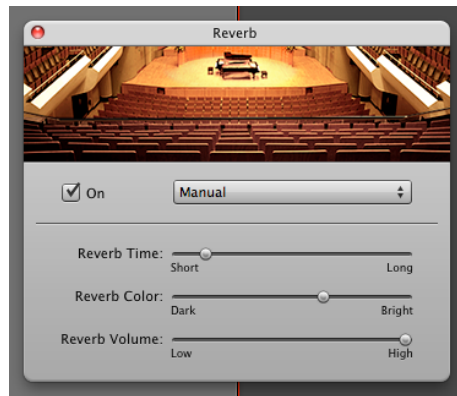 Reverb
On Manual
Reverb Time:
Short Long
Reverb Color:
Dark Bright
Reverb Volume:
Low High